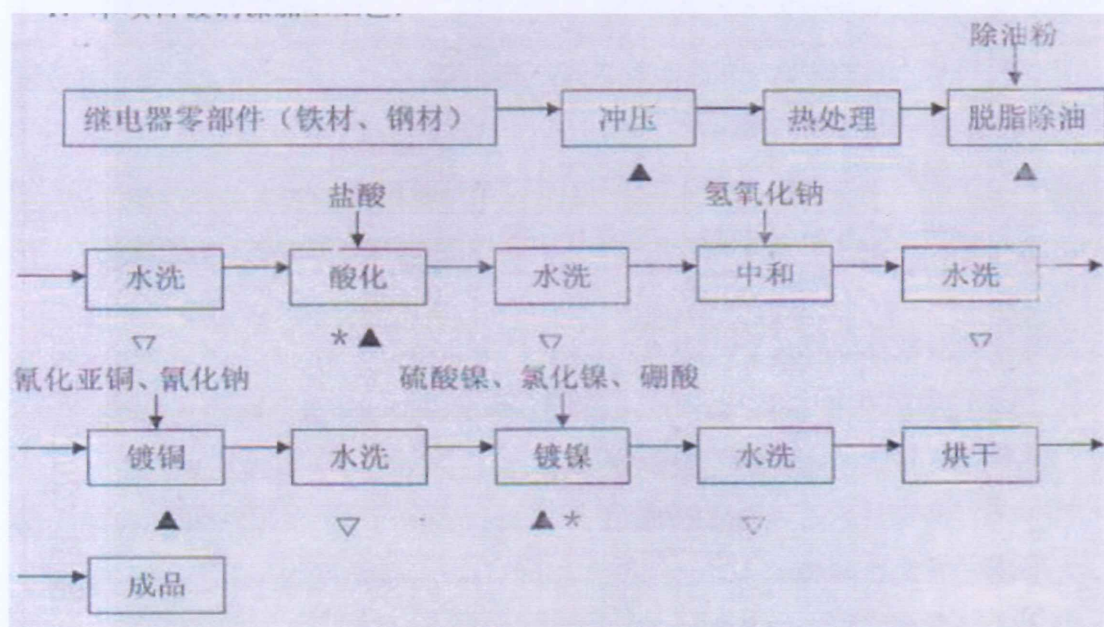 除油粉
继电器零部件（铁材、钢材） 冲压 热处理 脱脂除油
▲ ▲
盐酸 氢氧化钠
水洗 酸化 水洗 中和 水洗
▽ *▲ ▽ ▽
氰化亚铜、氰化钠 硫酸镍、氯化镍、硼酸
镀铜 水洗 镀镍 水洗 烘干
▲ ▽ ▲* ▽
成品